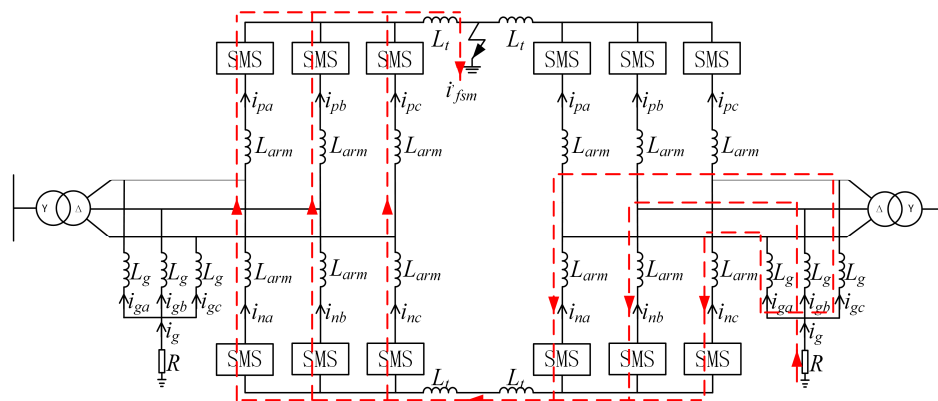 L_t L_t
SMS SMS SMS SMS SMS SMS
i_fsm
i_pa i_pb i_pc i_pa i_pb i_pc
L_arm L_arm L_arm L_arm L_arm L_arm
Y Δ Δ Y
L_g L_g L_g L_arm L_arm L_arm L_arm L_arm L_arm L_g L_g L_g
i_ga i_gb i_gc i_na i_nb i_nc i_na i_nb i_nc i_ga i_gb i_gc
i_g i_g
R SMS SMS SMS SMS SMS SMS R
L_t L_t